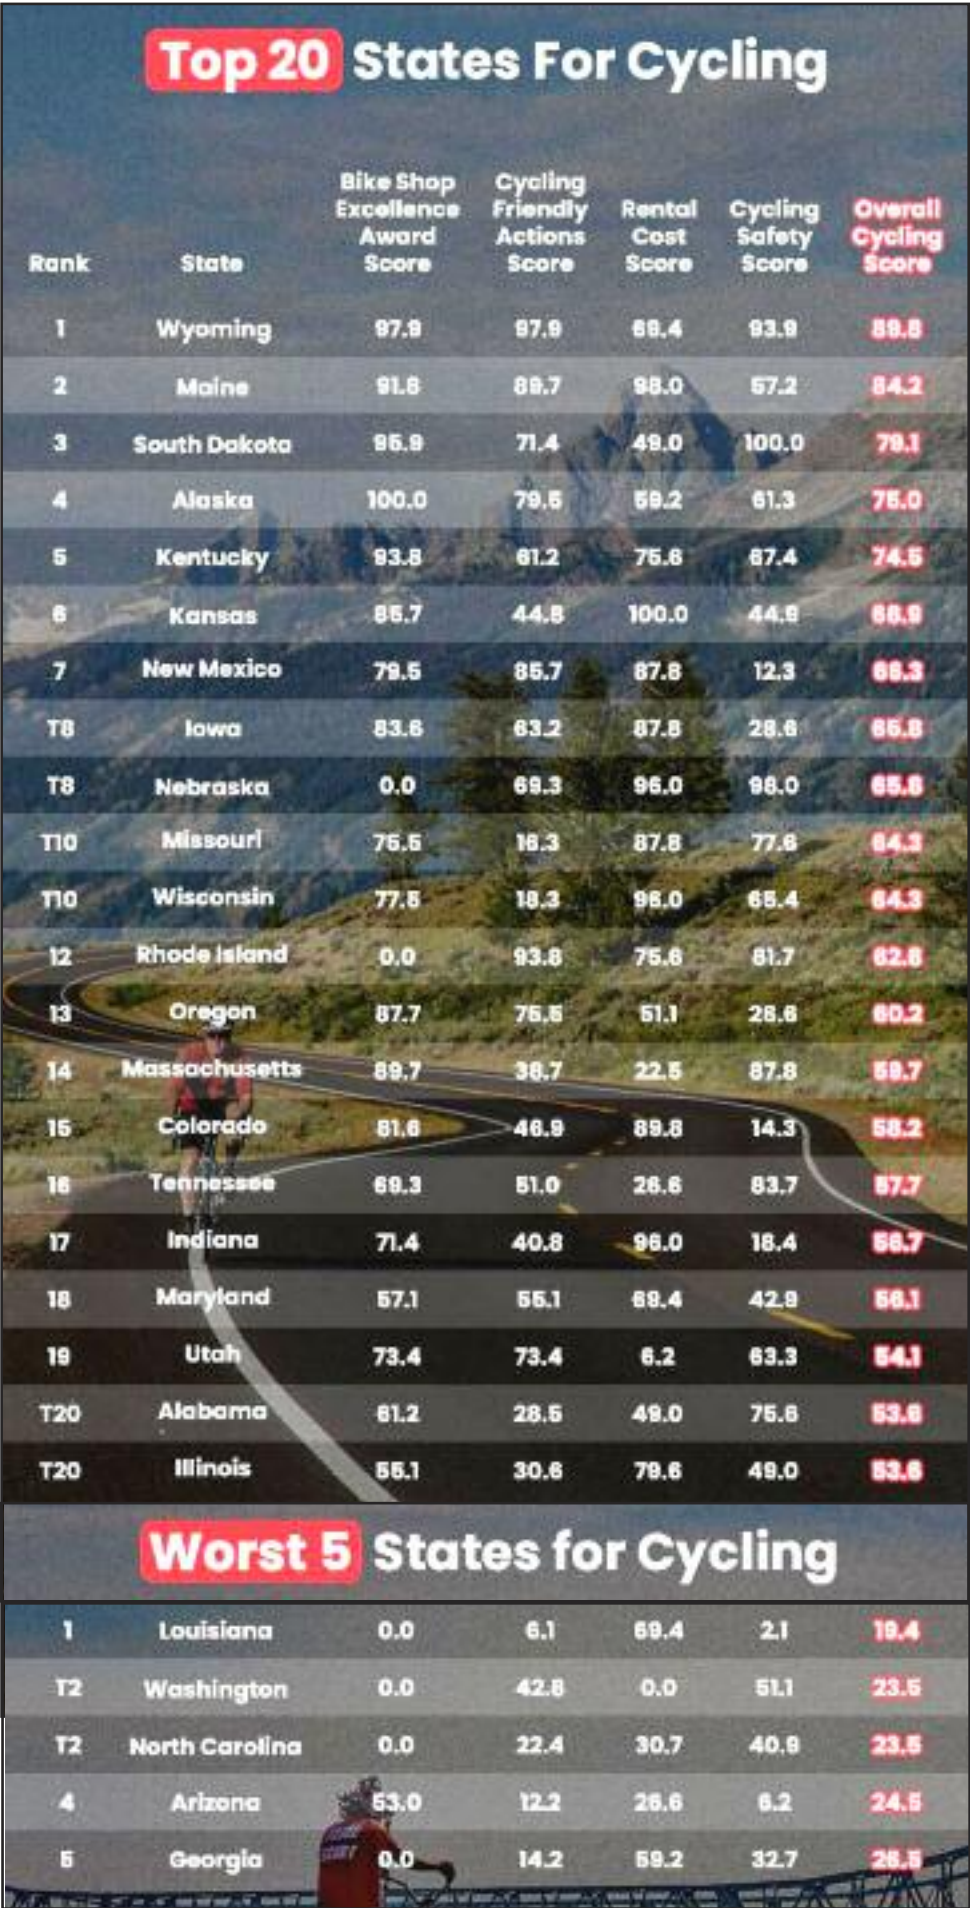 Top 20 States For Cycling
Rank State Bike Shop Excellence Award Score Cycling Friendly Actions Score Rental Cost Score Cycling Safety Score Overall Cycling Score
1 Wyoming 97.9 97.9 69.4 93.9 89.8
2 Maine 91.8 89.7 98.0 57.2 84.2
3 South Dakota 95.9 71.4 49.0 100.0 79.1
4 Alaska 100.0 79.5 59.2 61.3 75.0
5 Kentucky 93.8 61.2 75.6 67.4 74.5
6 Kansas 85.7 44.8 100.0 44.9 68.9
7 New Mexico 79.5 85.7 87.8 12.3 66.3
T8 Iowa 83.6 63.2 87.8 28.6 65.8
T8 Nebraska 0.0 69.3 96.0 98.0 65.8
T10 Missouri 75.5 16.3 87.8 77.6 64.3
T10 Wisconsin 77.5 18.3 96.0 65.4 64.3
12 Rhode Island 0.0 93.8 75.6 81.7 62.8
13 Oregon 87.7 75.5 51.1 26.6 60.2
14 Massachusetts 89.7 38.7 22.5 87.8 59.7
15 Colorado 81.6 46.9 89.8 14.3 58.2
16 Tennessee 69.3 51.0 26.6 83.7 57.7
17 Indiana 71.4 40.8 96.0 18.4 56.7
18 Maryland 57.1 55.1 69.4 42.9 56.1
19 Utah 73.4 73.4 6.2 63.3 54.1
T20 Alabama 61.2 28.5 49.0 75.6 53.6
T20 Illinois 55.1 30.6 79.6 49.0 53.6
Worst 5 States for Cycling
1 Louisiana 0.0 6.1 69.4 2.1 19.4
T2 Washington 0.0 42.8 0.0 51.1 23.5
T2 North Carolina 0.0 22.4 30.7 40.9 23.5
4 Arizona 53.0 12.2 26.6 6.2 24.5
5 Georgia 0.0 14.2 59.2 32.7 26.5